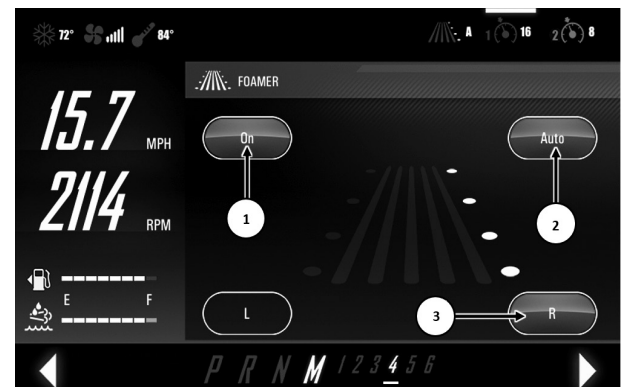 72° 84° A 1 16 2 8
FOAMER
15.7 MPH
On Auto
1 2
2114 RPM
E F
L 3 R
P R N M 1 2 3 4 5 6